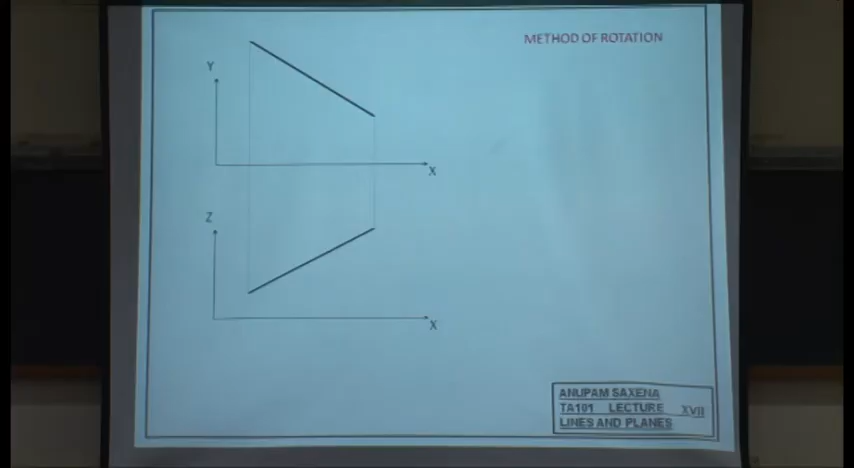 METHOD OF ROTATION
Y
X
Z
X
ANUPAM SAXENA
TA101 LECTURE XVII
LINES AND PLANES